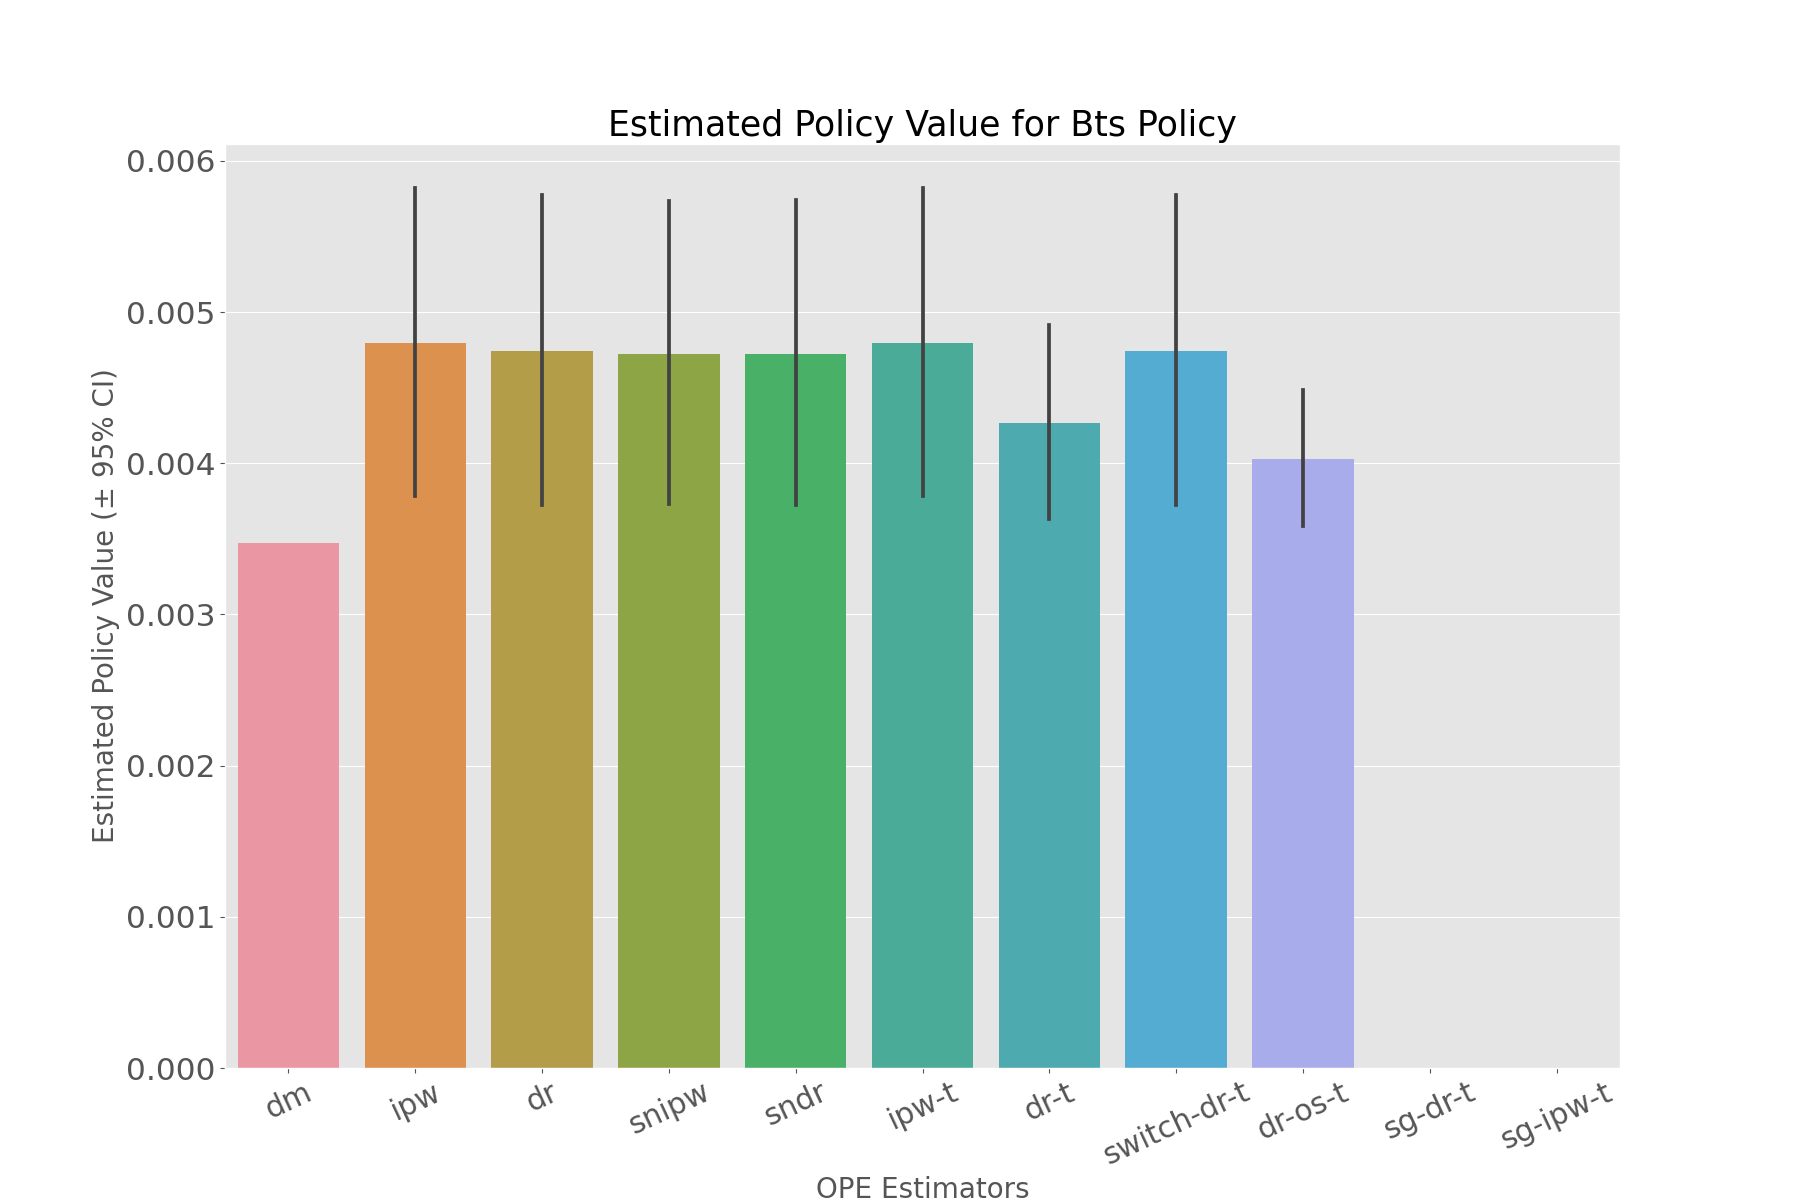 Estimated Policy Value for Bts Policy
Estimated Policy Value (± 95% CI)
0.006
0.005
0.004
0.003
0.002
0.001
0.000
dm
ipw
dr
snipw
sndr
ipw-t
dr-t
switch-dr-t
dr-os-t
sg-dr-t
sg-ipw-t
OPE Estimators